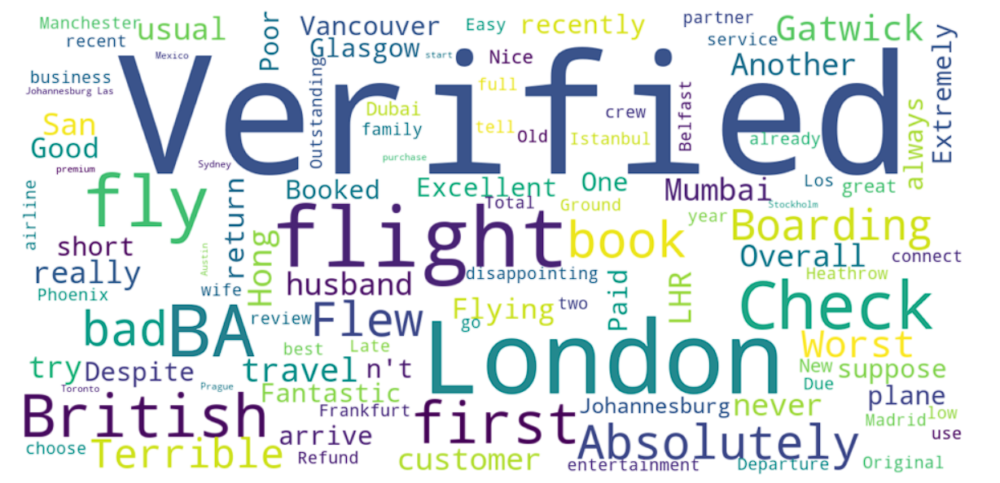 Manchester
usual
Poor
Vancouver
Easy
recently
partner
service
Gatwick
recent
Glasgow
start
Nice
Another
Extremely
Mexico
business
Johannesburg Las
Verified
Outstanding
full
Dubai
family
tell
Old
crew
Belfast
Istanbul
already
always
San
Good
premium
Sydney
purchase
fly
return
Booked
Excellent
One
Total
Ground
Mumbai
Los
great
Stockholm
airline
short
really
Phoenix
Austin
wife
Hong
flight
husband
disappointing
book
year
Boarding
Overall
connect
Heathrow
bad
BA
review
Flew
Flying
go
two
Paid
LHR
Check
Worst
try
Despite
travel
best
Late
n't
London
New
suppose
Due
Toronto
Prague
Fantastic
Frankfurt
British
first
Johannesburg
never
plane
Madrid
low
use
choose
Terrible
arrive
Refund
customer
Absolutely
entertainment
Departure
Original